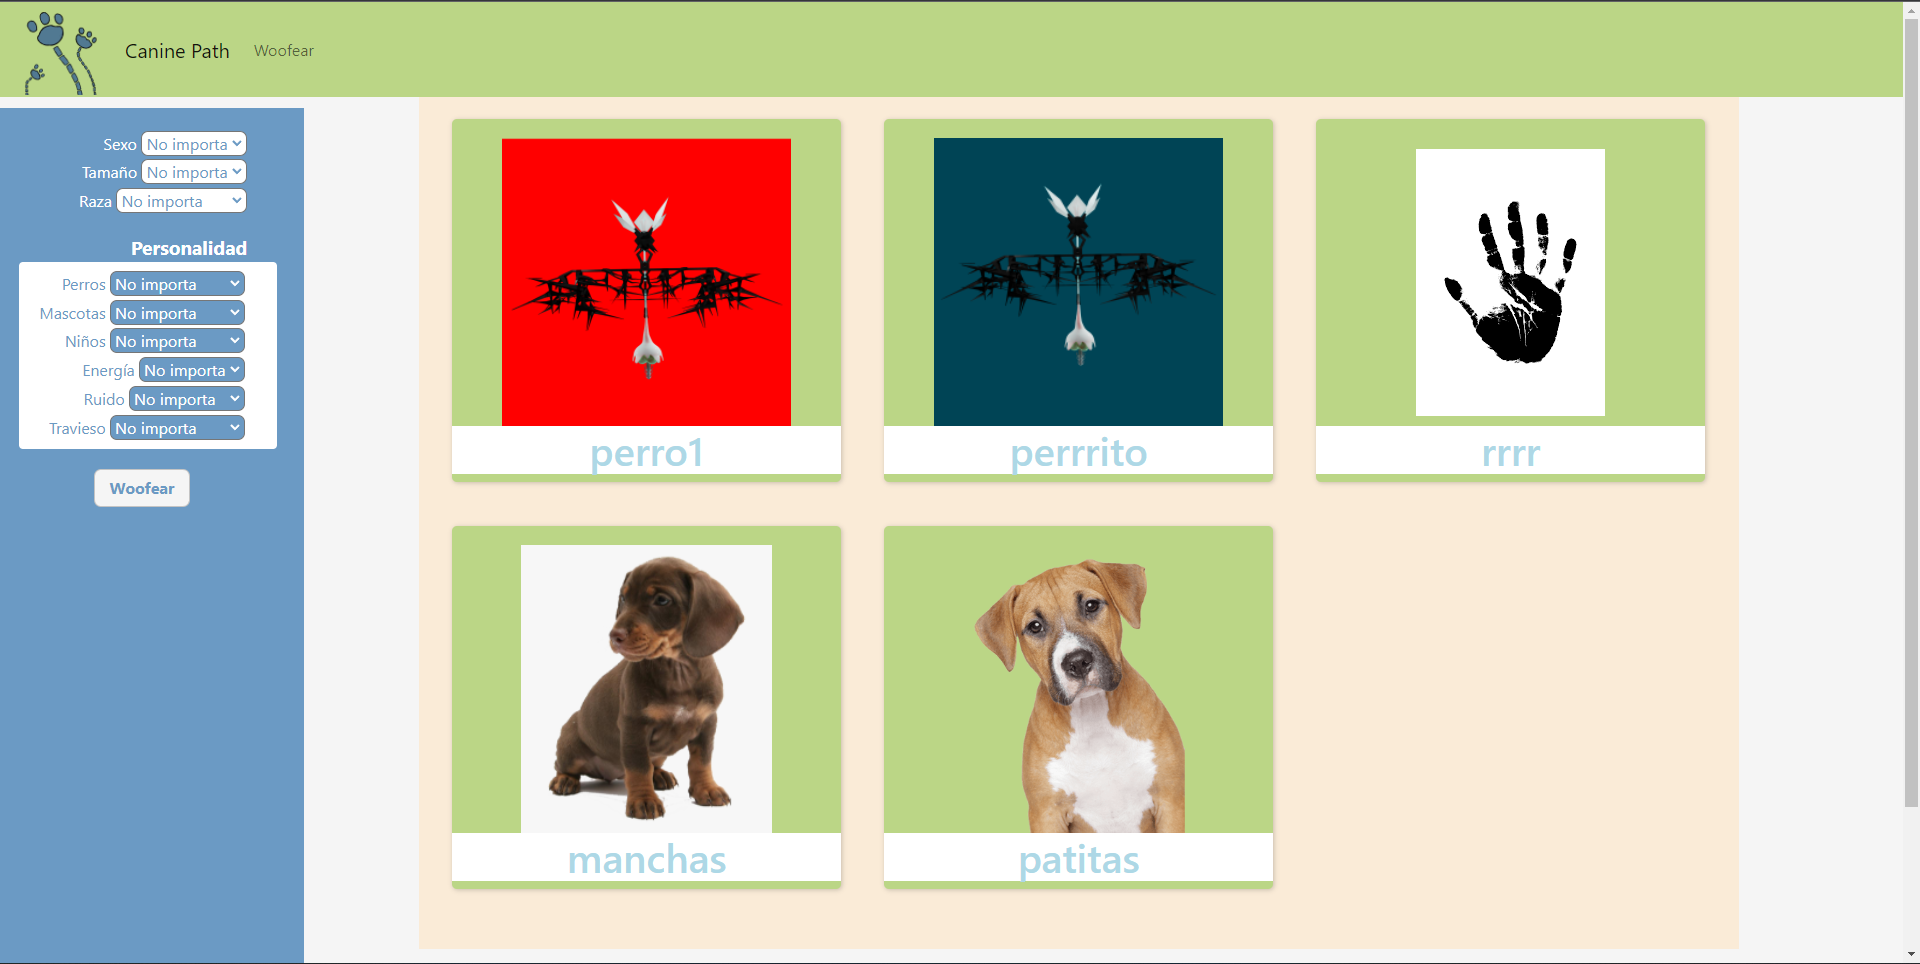 Canine Path Woofear
Sexo No importa
Tamaño No importa
Raza No importa
Personalidad
Perros No importa
Mascotas No importa
Niños No importa
Energía No importa
Ruido No importa
Travieso No importa
Woofear
perro1
perrrito
rrrr
manchas
patitas